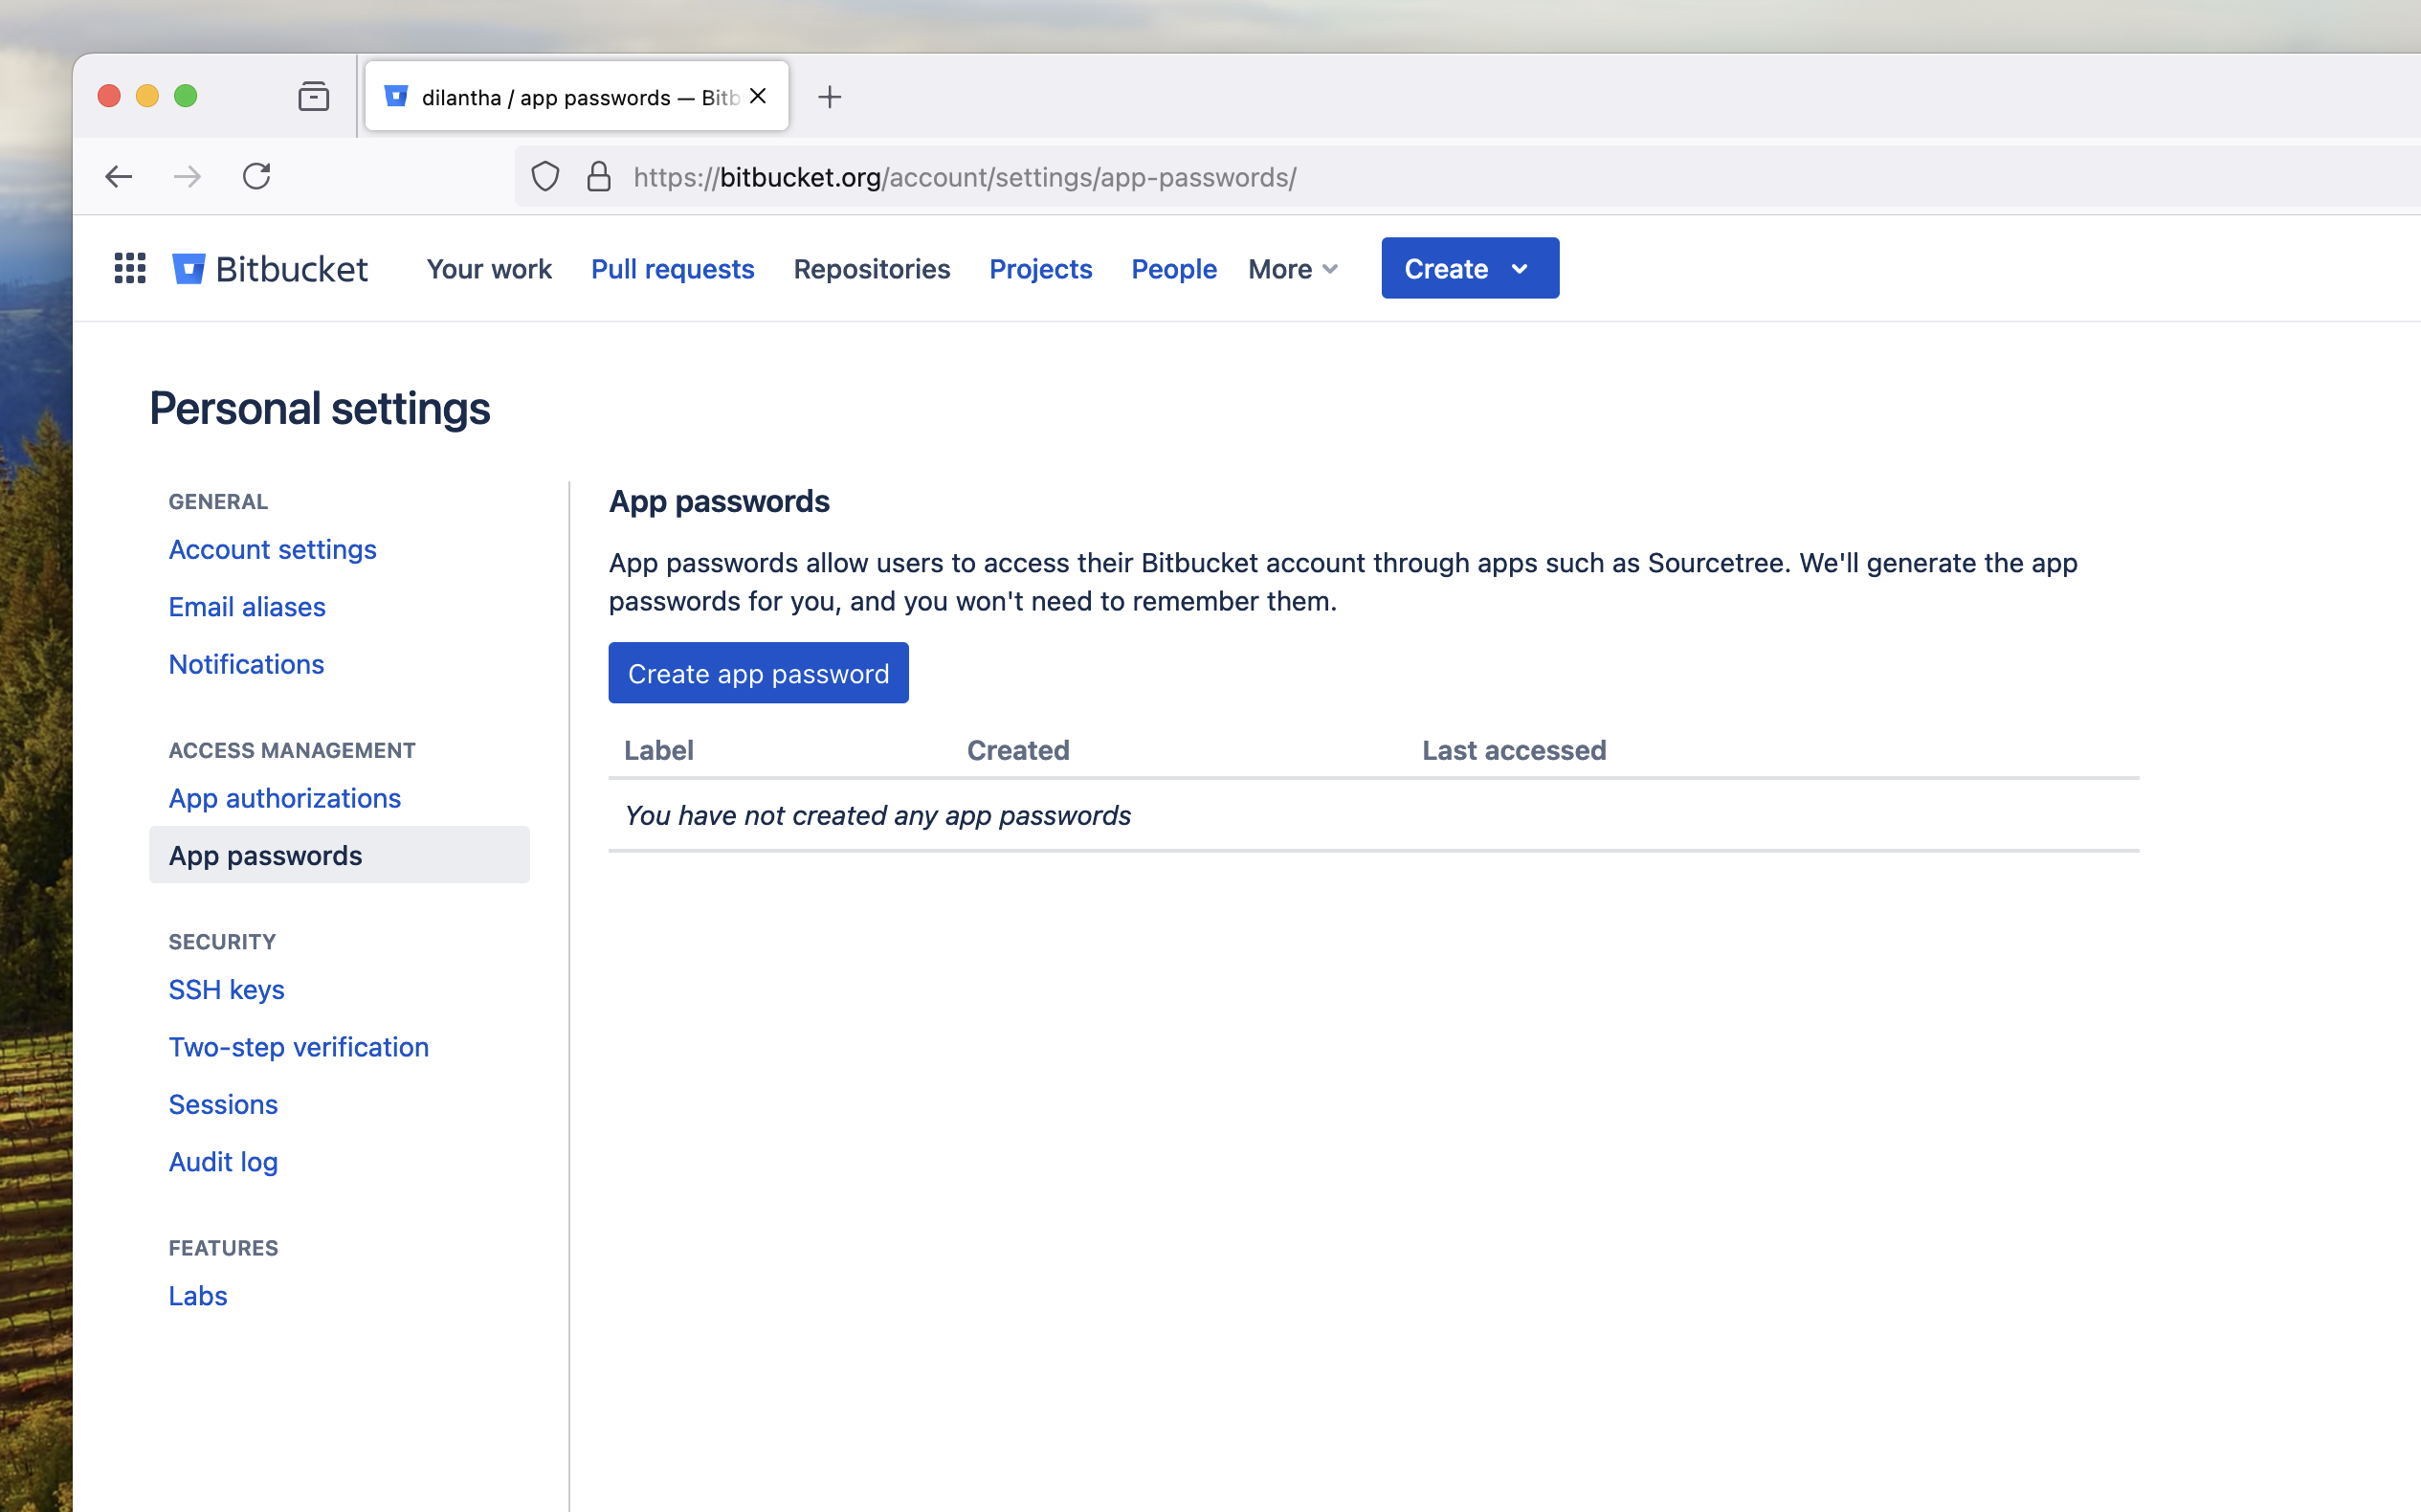 dilantha / app passwords — Bitb
https://bitbucket.org/account/settings/app-passwords/
Bitbucket
Your work
Pull requests
Repositories
Projects
People
More
Create
Personal settings
GENERAL
Account settings
Email aliases
Notifications
ACCESS MANAGEMENT
App authorizations
App passwords
SECURITY
SSH keys
Two-step verification
Sessions
Audit log
FEATURES
Labs
App passwords
App passwords allow users to access their Bitbucket account through apps such as Sourcetree. We'll generate the app
passwords for you, and you won't need to remember them.
Create app password
Label Created Last accessed
You have not created any app passwords